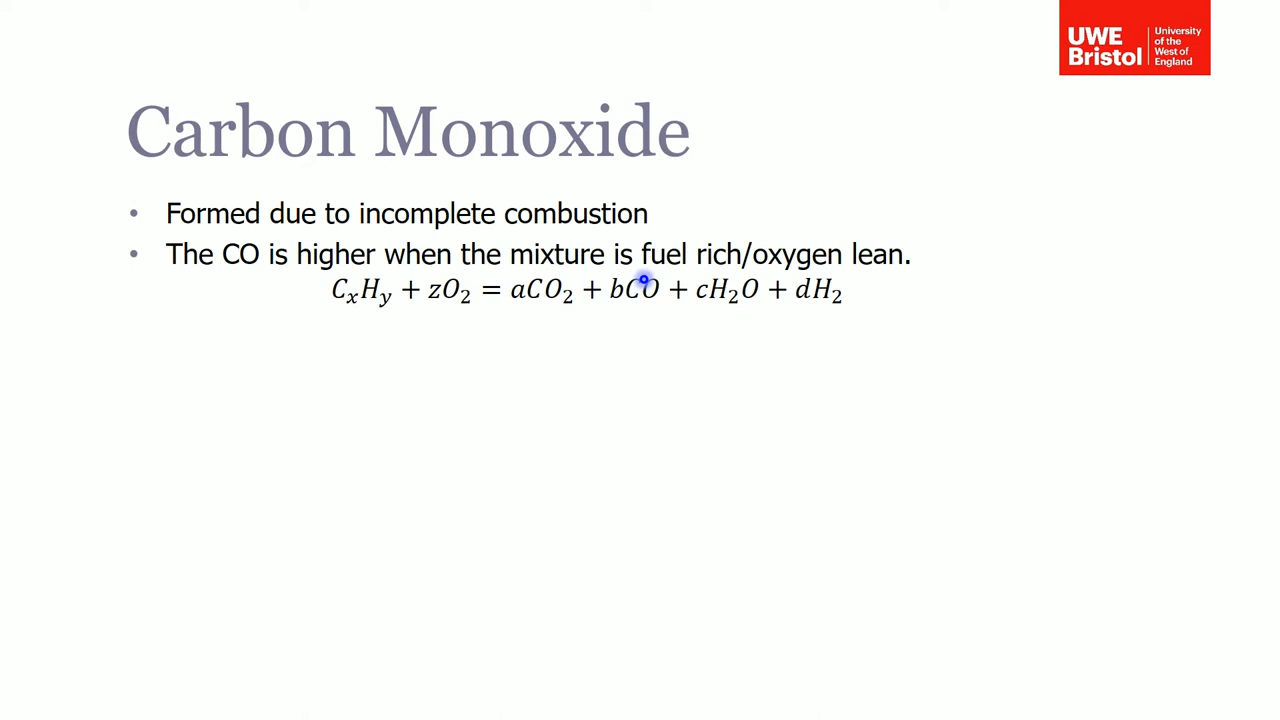 UWE Bristol
University of the West of England
Carbon Monoxide
• Formed due to incomplete combustion
• The CO is higher when the mixture is fuel rich/oxygen lean.
CₓHᵧ + zO₂ = aCO₂ + bCO + cH₂O + dH₂